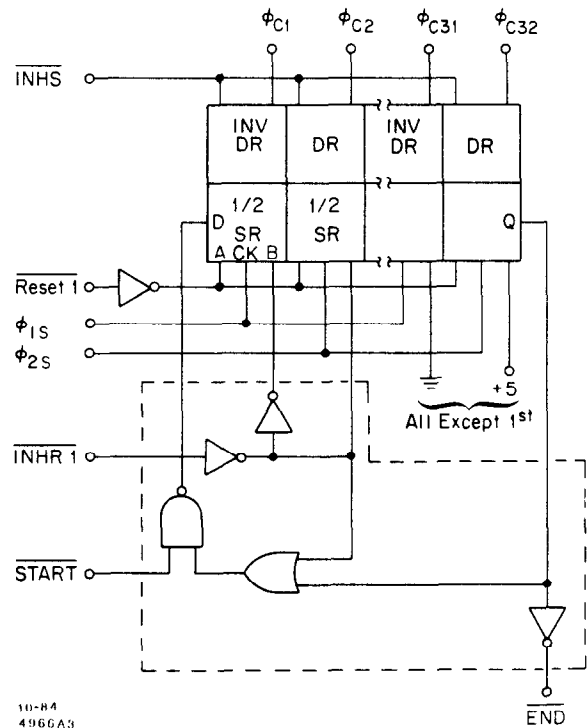 ϕC1 ϕC2 ϕC31 ϕC32
INHS
INV DR
DR
INV DR
DR
D
1/2 SR
1/2 SR
Q
A CK B
Reset 1
ϕ1S
ϕ2S
+5
All Except 1st
INHR 1
START
END
10-84
4966A3